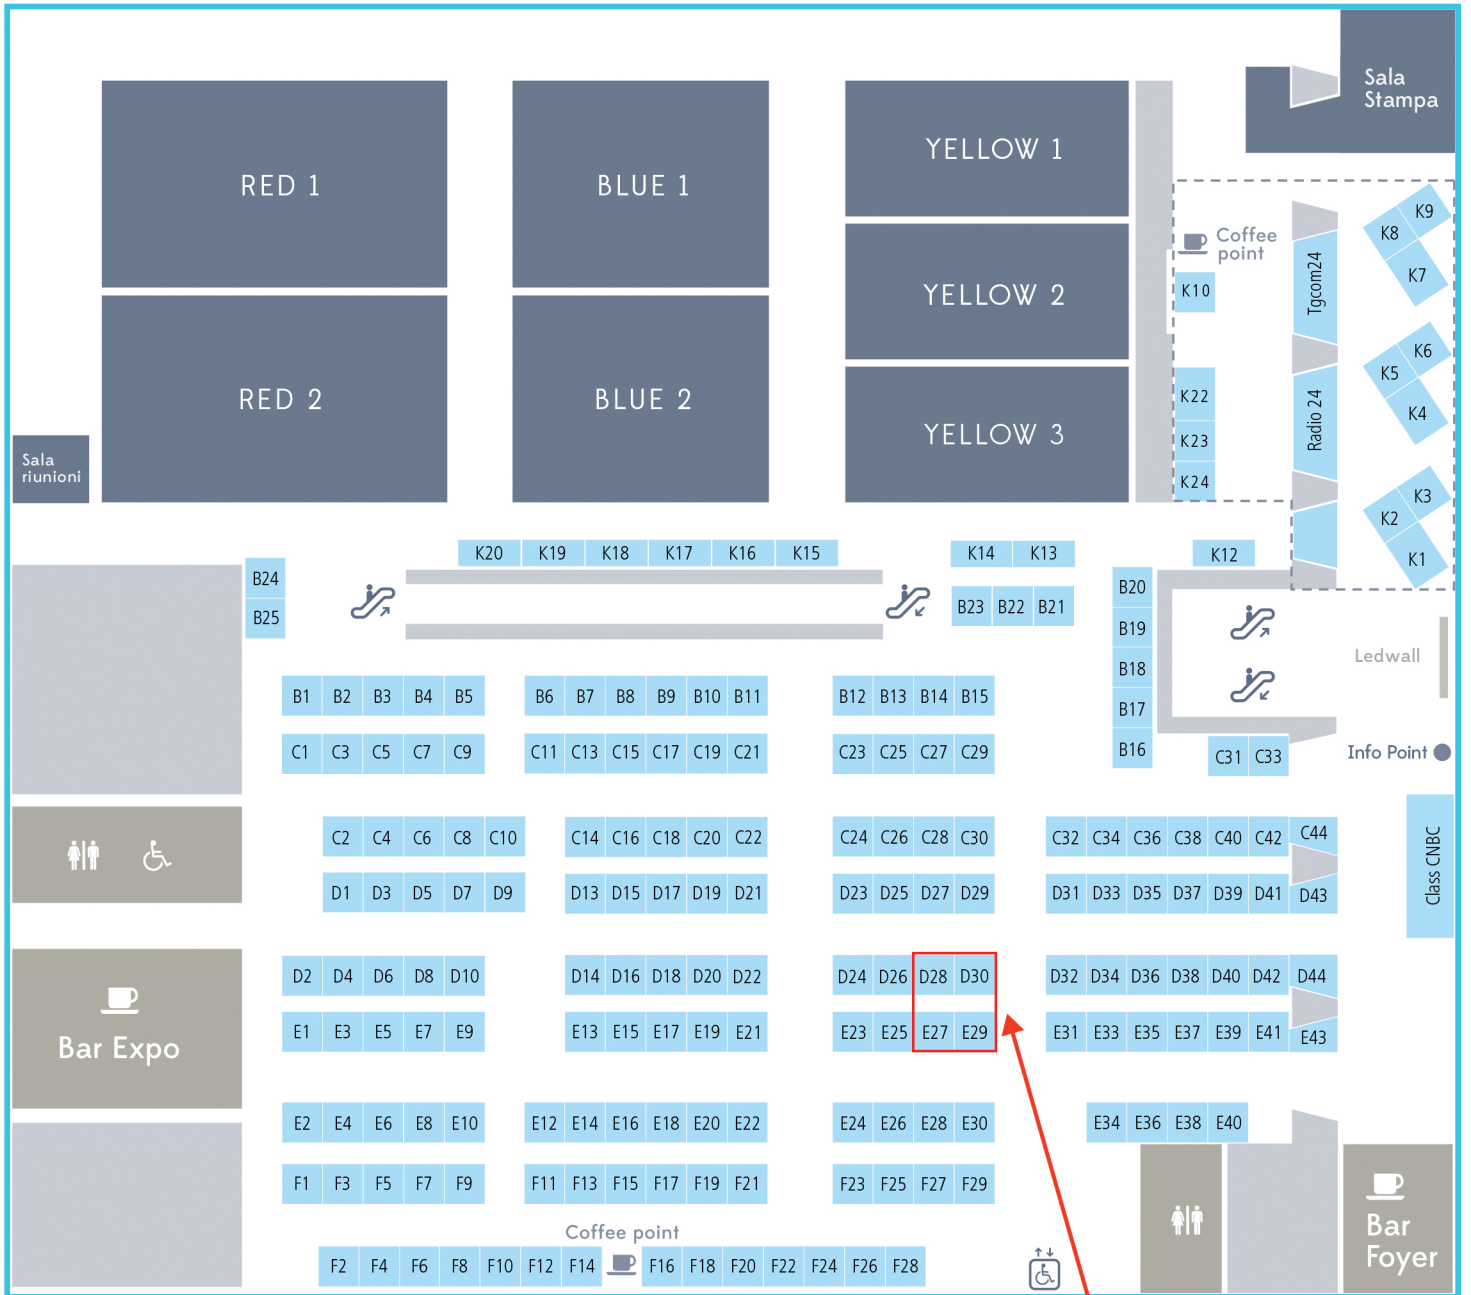 Sala
Stampa
RED 1
BLUE 1
YELLOW 1
K9
K8
K7
Coffee
point
Tgcom24
K10
YELLOW 2
RED 2
BLUE 2
K6
K5
K4
K22
Radio 24
YELLOW 3
K23
K24
Sala
riunioni
K3
K2
K1
K20 K19 K18 K17 K16 K15
K14 K13
K12
B24
B25
B23 B22 B21
B20
B19
B18
B17
B16
Ledwall
B1 B2 B3 B4 B5
B6 B7 B8 B9 B10 B11
B12 B13 B14 B15
C1 C3 C5 C7 C9
C11 C13 C15 C17 C19 C21
C23 C25 C27 C29
C31 C33
Info Point
C2 C4 C6 C8 C10
C14 C16 C18 C20 C22
C24 C26 C28 C30
C32 C34 C36 C38 C40 C42 C44
Class CNBC
D1 D3 D5 D7 D9
D13 D15 D17 D19 D21
D23 D25 D27 D29
D31 D33 D35 D37 D39 D41 D43
D2 D4 D6 D8 D10
D14 D16 D18 D20 D22
D24 D26 D28 D30
D32 D34 D36 D38 D40 D42 D44
Bar Expo
E1 E3 E5 E7 E9
E13 E15 E17 E19 E21
E23 E25 E27 E29
E31 E33 E35 E37 E39 E41 E43
E2 E4 E6 E8 E10
E12 E14 E16 E18 E20 E22
E24 E26 E28 E30
E34 E36 E38 E40
F1 F3 F5 F7 F9
F11 F13 F15 F17 F19 F21
F23 F25 F27 F29
Coffee point
F2 F4 F6 F8 F10 F12 F14
F16 F18 F20 F22 F24 F26 F28
Bar
Foyer